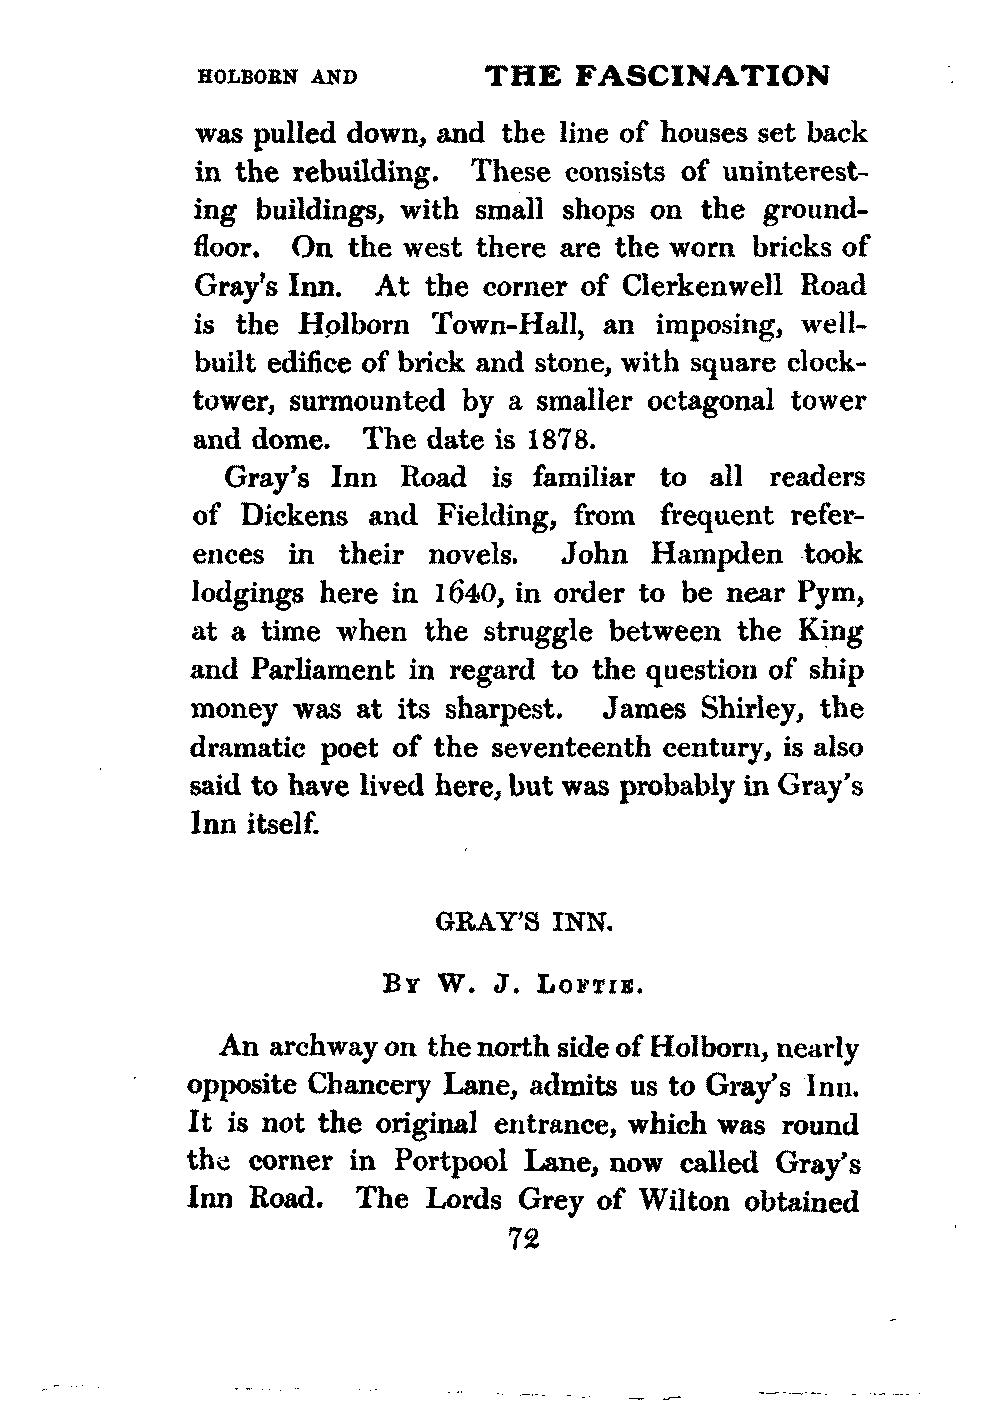 HOLBORN AND THE FASCINATION
was pulled down, and the line of houses set back
in the rebuilding. These consists of uninterest-
ing buildings, with small shops on the ground-
floor. On the west there are the worn bricks of
Gray's Inn. At the corner of Clerkenwell Road
is the Holborn Town-Hall, an imposing, well-
built edifice of brick and stone, with square clock-
tower, surmounted by a smaller octagonal tower
and dome. The date is 1878.
Gray's Inn Road is familiar to all readers
of Dickens and Fielding, from frequent refer-
ences in their novels. John Hampden took
lodgings here in 1640, in order to be near Pym,
at a time when the struggle between the King
and Parliament in regard to the question of ship
money was at its sharpest. James Shirley, the
dramatic poet of the seventeenth century, is also
said to have lived here, but was probably in Gray's
Inn itself.
GRAY'S INN.
By W. J. Loftie.
An archway on the north side of Holborn, nearly
opposite Chancery Lane, admits us to Gray's Inn.
It is not the original entrance, which was round
the corner in Portpool Lane, now called Gray's
Inn Road. The Lords Grey of Wilton obtained
72